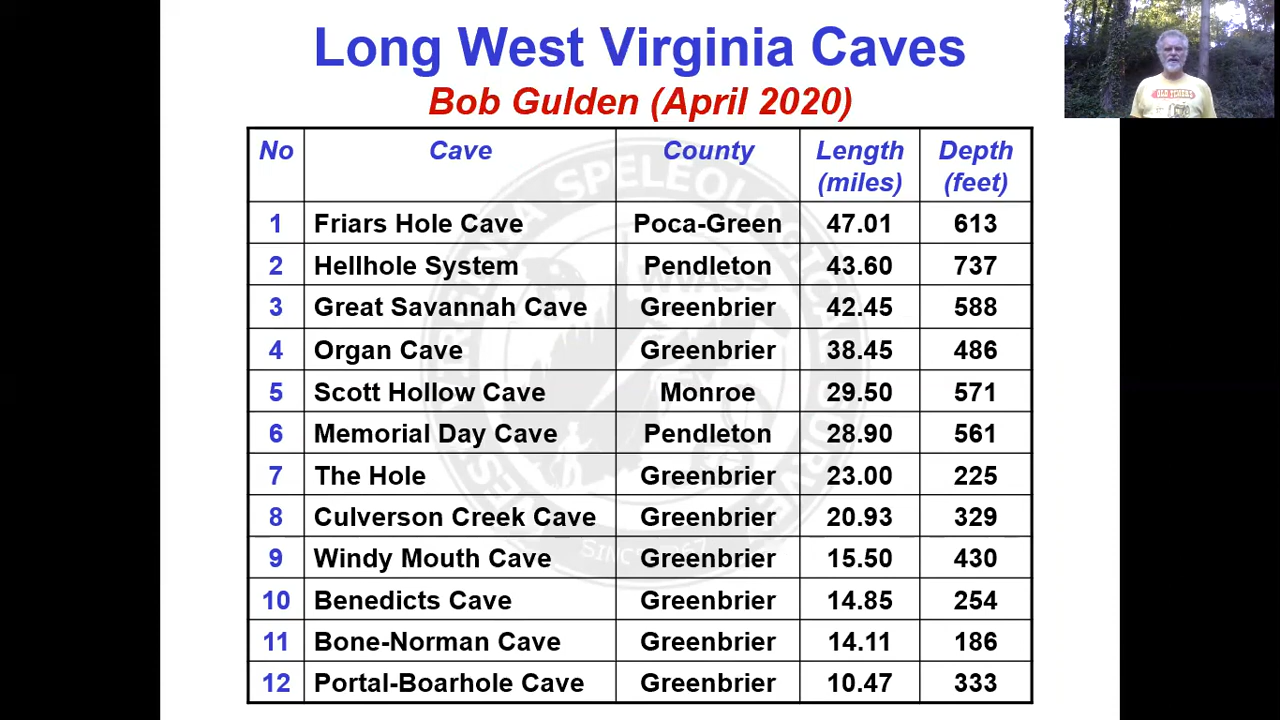 Long West Virginia Caves
Bob Gulden (April 2020)
No Cave County Length (miles) Depth (feet)
1 Friars Hole Cave Poca-Green 47.01 613
2 Hellhole System Pendleton 43.60 737
3 Great Savannah Cave Greenbrier 42.45 588
4 Organ Cave Greenbrier 38.45 486
5 Scott Hollow Cave Monroe 29.50 571
6 Memorial Day Cave Pendleton 28.90 561
7 The Hole Greenbrier 23.00 225
8 Culverson Creek Cave Greenbrier 20.93 329
9 Windy Mouth Cave Greenbrier 15.50 430
10 Benedicts Cave Greenbrier 14.85 254
11 Bone-Norman Cave Greenbrier 14.11 186
12 Portal-Boarhole Cave Greenbrier 10.47 333
WVASS